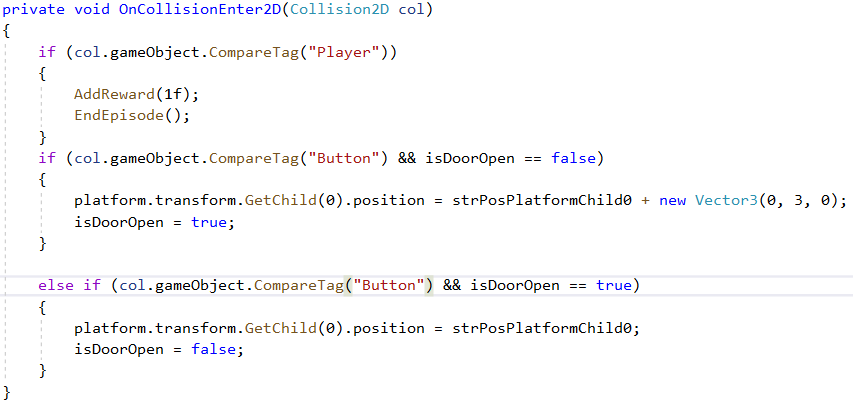 private void OnCollisionEnter2D(Collision2D col)
{
    if (col.gameObject.CompareTag("Player"))
    {
        AddReward(1f);
        EndEpisode();
    }
    if (col.gameObject.CompareTag("Button") && isDoorOpen == false)
    {
        platform.transform.GetChild(0).position = strPosPlatformChild0 + new Vector3(0, 3, 0);
        isDoorOpen = true;
    }

    else if (col.gameObject.CompareTag("Button") && isDoorOpen == true)
    {
        platform.transform.GetChild(0).position = strPosPlatformChild0;
        isDoorOpen = false;
    }
}